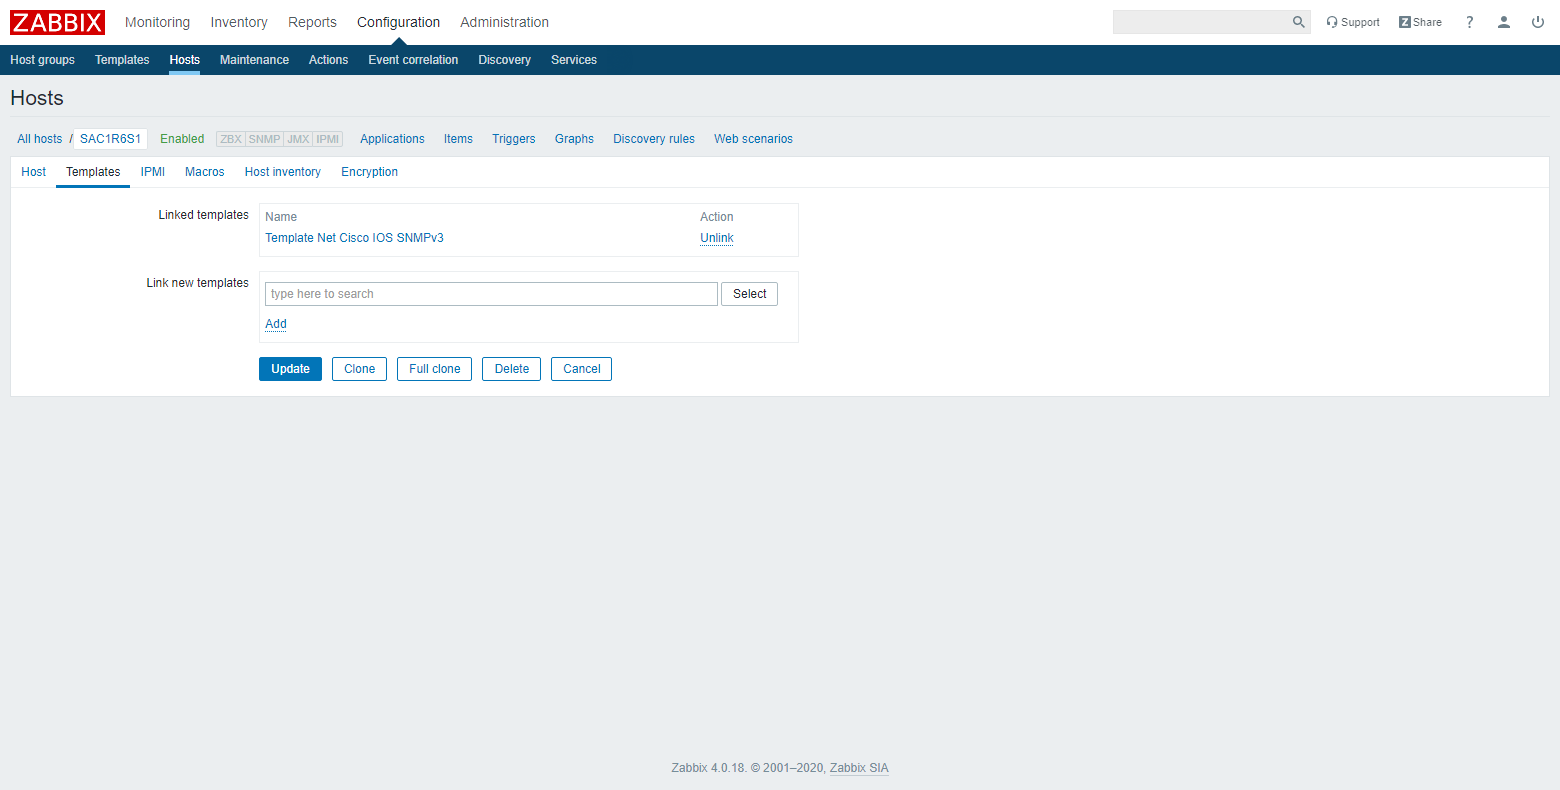 ZABBIX Monitoring Inventory Reports Configuration Administration Support Z Share ?
Host groups Templates Hosts Maintenance Actions Event correlation Discovery Services
Hosts
All hosts / SAC1R6S1 Enabled ZBX SNMP JMX IPMI Applications Items Triggers Graphs Discovery rules Web scenarios
Host Templates IPMI Macros Host inventory Encryption
Linked templates Name Action
Template Net Cisco IOS SNMPv3 Unlink
Link new templates
type here to search Select
Add
Update Clone Full clone Delete Cancel
Zabbix 4.0.18. © 2001–2020, Zabbix SIA